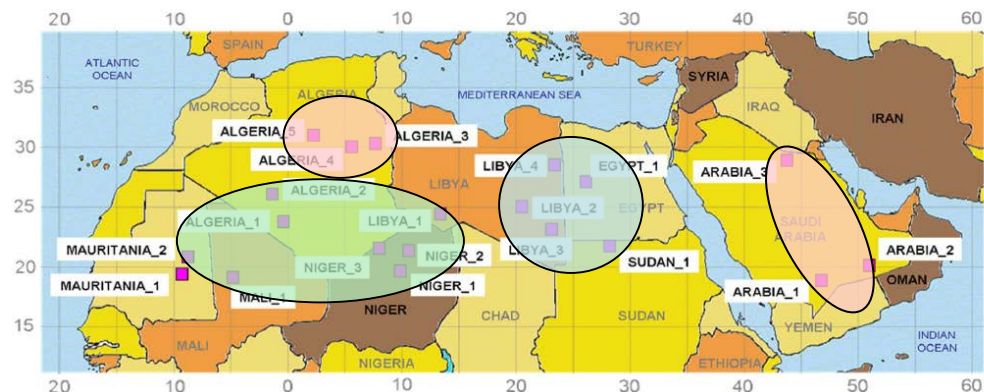 20 10 0 10 20 30 40 50 60
SPAIN
TURKEY
ATLANTIC
OCEAN
SYRIA
35
MEDITERRANEAN SEA
ALGERIA
MOROCCO
IRAQ
IRAN
ALGERIA_5
ALGERIA_3
30
ALGERIA_4
LIBYA_4
EGYPT_1
ARABIA_3
LIBYA
ALGERIA_2
25
ALGERIA_1
LIBYA_1
LIBYA_2
EGYPT
SAUDI
ARABIA
MAURITANIA_2
LIBYA_3
ARABIA_2
NIGER_2
SUDAN_1
20
NIGER_3
MAURITANIA_1
NIGER_1
MALI_1
ARABIA_1
OMAN
NIGER
CHAD
SUDAN
YEMEN
15
MALI
INDIAN
OCEAN
NIGERIA
ETHIOPIA
20 10 0 10 20 30 40 50 60